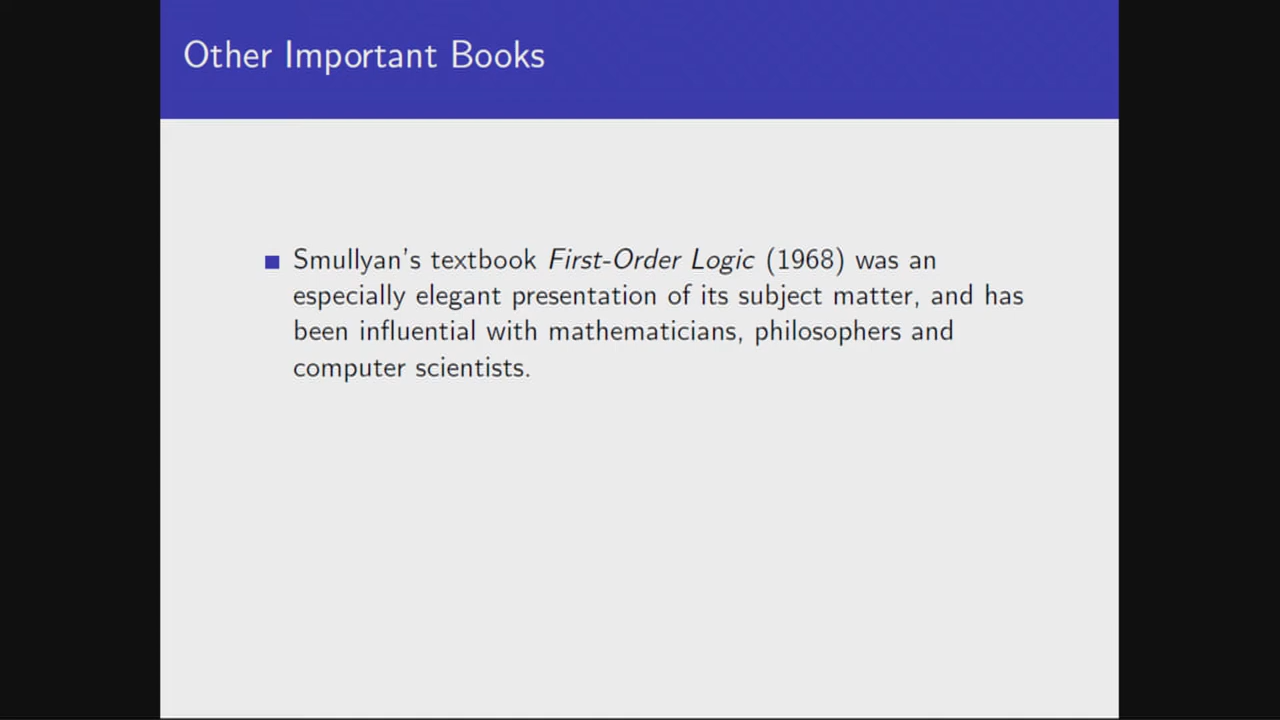 Other Important Books
Smullyan's textbook First-Order Logic (1968) was an
especially elegant presentation of its subject matter, and has
been influential with mathematicians, philosophers and
computer scientists.